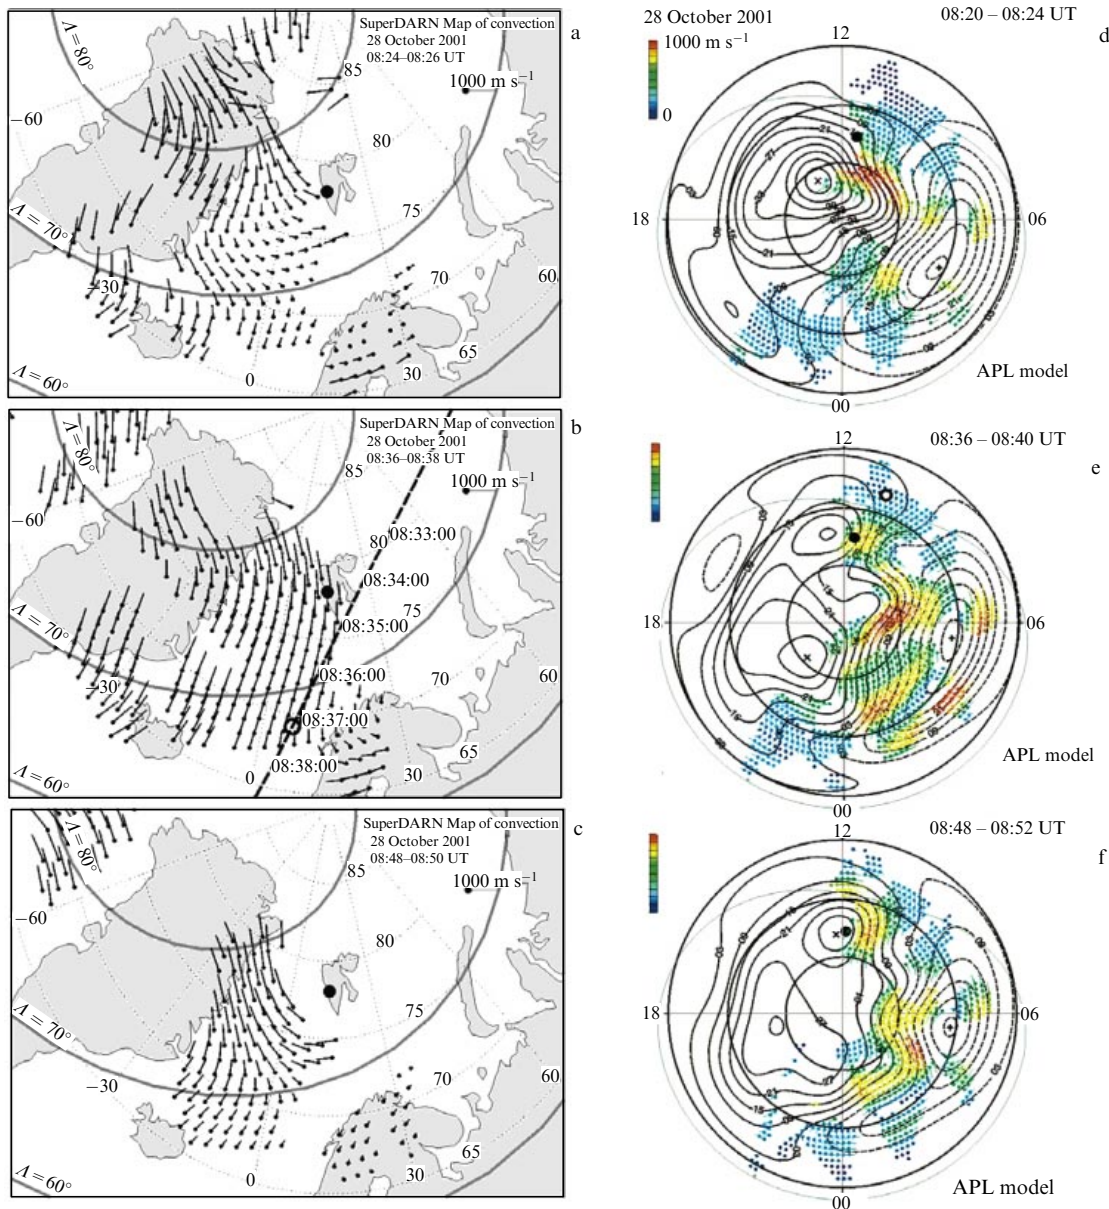 SuperDARN Map of convection
28 October 2001
08:24–08:26 UT
1000 m s⁻¹
a
Λ = 80°
−60
85
80
75
Λ = 70°
70
60
−30
65
30
0
Λ = 60°
SuperDARN Map of convection
28 October 2001
08:36–08:38 UT
1000 m s⁻¹
b
Λ = 80°
−60
85
80
08:33:00
08:34:00
75
08:35:00
Λ = 70°
08:36:00
70
60
−30
08:37:00
65
08:38:00
30
0
Λ = 60°
SuperDARN Map of convection
28 October 2001
08:48–08:50 UT
1000 m s⁻¹
c
Λ = 80°
85
−60
80
75
Λ = 70°
70
60
−30
65
30
0
Λ = 60°
28 October 2001
08:20 – 08:24 UT
d
1000 m s⁻¹
0
12
18
06
00
APL model
08:36 – 08:40 UT
e
12
18
06
00
APL model
08:48 – 08:52 UT
f
12
18
06
00
APL model